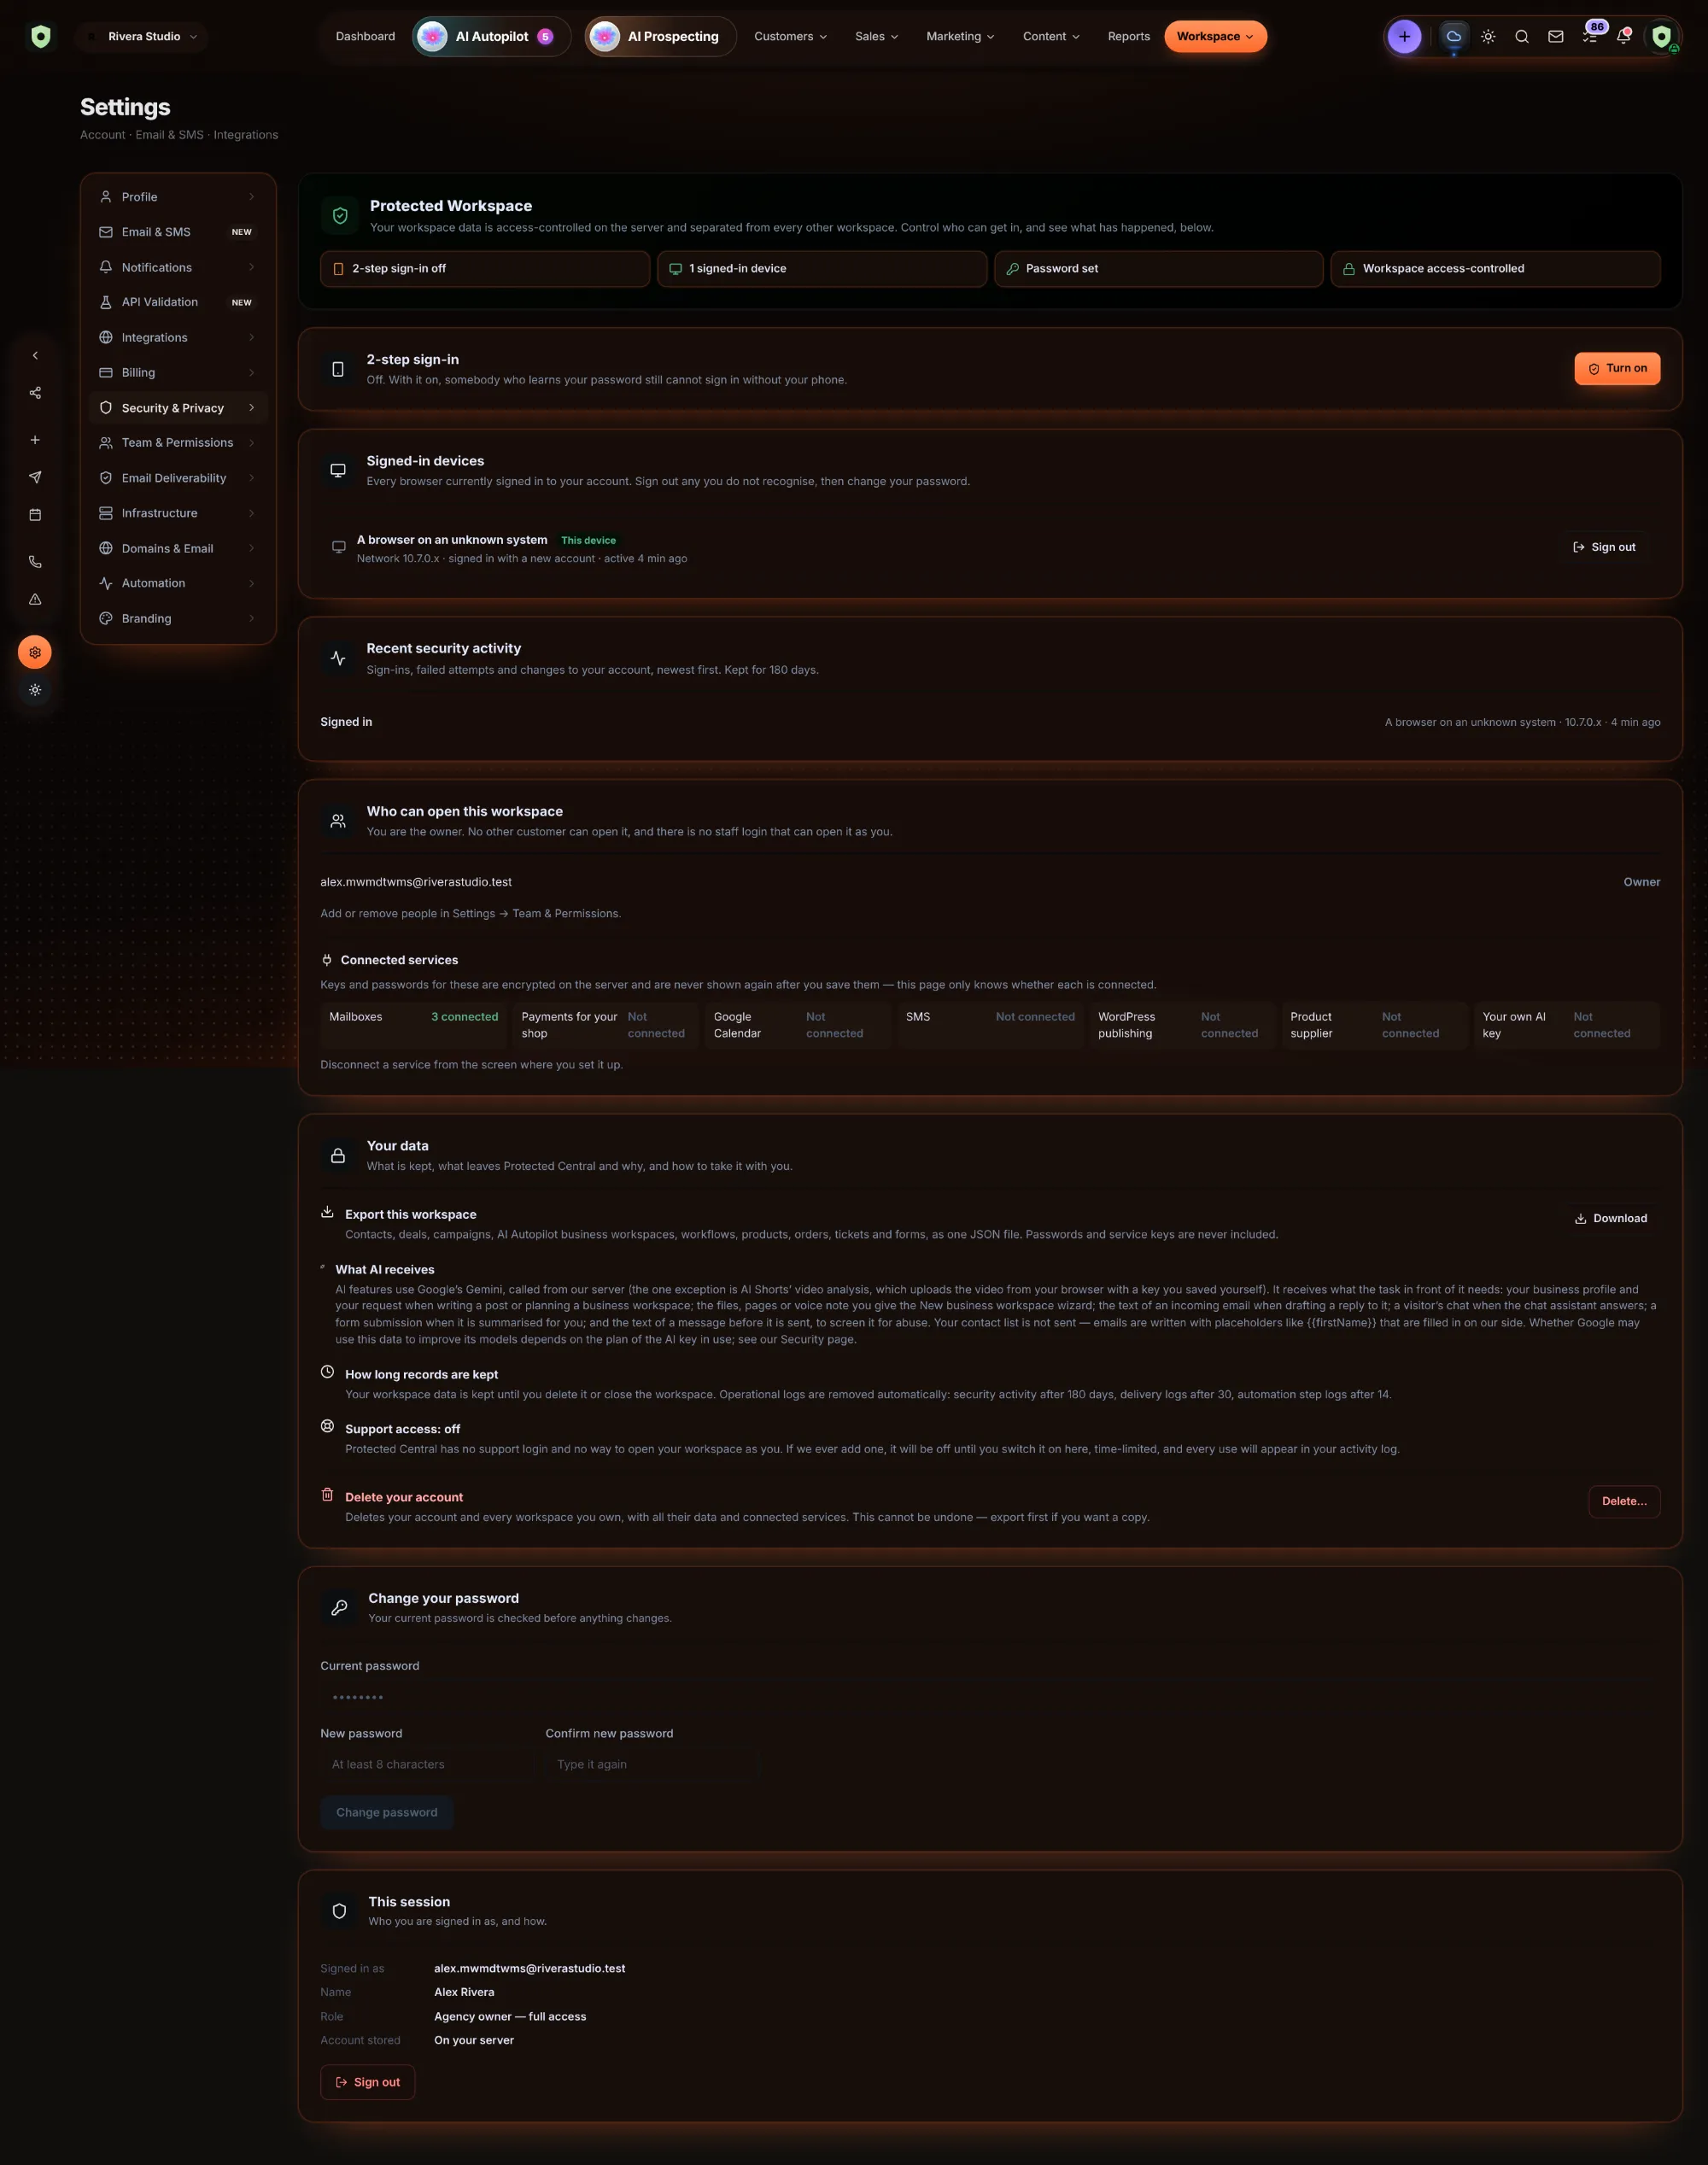 Rivera Studio
Dashboard
AI Autopilot 5
AI Prospecting
Customers
Sales
Marketing
Content
Reports
Workspace
86
Settings
Account · Email & SMS · Integrations
Profile
Email & SMS NEW
Notifications
API Validation NEW
Integrations
Billing
Security & Privacy
Team & Permissions
Email Deliverability
Infrastructure
Domains & Email
Automation
Branding
Protected Workspace
Your workspace data is access-controlled on the server and separated from every other workspace. Control who can get in, and see what has happened, below.
2-step sign-in off
1 signed-in device
Password set
Workspace access-controlled
2-step sign-in
Off. With it on, somebody who learns your password still cannot sign in without your phone.
Turn on
Signed-in devices
Every browser currently signed in to your account. Sign out any you do not recognise, then change your password.
A browser on an unknown system This device
Network 10.7.0.x · signed in with a new account · active 4 min ago
Sign out
Recent security activity
Sign-ins, failed attempts and changes to your account, newest first. Kept for 180 days.
Signed in
A browser on an unknown system · 10.7.0.x · 4 min ago
Who can open this workspace
You are the owner. No other customer can open it, and there is no staff login that can open it as you.
alex.mwmdtwms@riverastudio.test
Owner
Add or remove people in Settings → Team & Permissions.
Connected services
Keys and passwords for these are encrypted on the server and are never shown again after you save them — this page only knows whether each is connected.
Mailboxes
3 connected
Payments for your
shop
Not
connected
Google
Calendar
Not
connected
SMS
Not connected
WordPress
publishing
Not
connected
Product
supplier
Not
connected
Your own AI
key
Not
connected
Disconnect a service from the screen where you set it up.
Your data
What is kept, what leaves Protected Central and why, and how to take it with you.
Export this workspace
Contacts, deals, campaigns, AI Autopilot business workspaces, workflows, products, orders, tickets and forms, as one JSON file. Passwords and service keys are never included.
Download
What AI receives
AI features use Google's Gemini, called from our server (the one exception is AI Shorts' video analysis, which uploads the video from your browser with a key you saved yourself). It receives what the task in front of it needs: your business profile and
your request when writing a post or planning a business workspace; the files, pages or voice note you give the New business workspace wizard; the text of an incoming email when drafting a reply to it; a visitor's chat when the chat assistant answers; a
form submission when it is summarised for you; and the text of a message before it is sent, to screen it for abuse. Your contact list is not sent — emails are written with placeholders like {{firstName}} that are filled in on our side. Whether Google may
use this data to improve its models depends on the plan of the AI key in use; see our Security page.
How long records are kept
Your workspace data is kept until you delete it or close the workspace. Operational logs are removed automatically: security activity after 180 days, delivery logs after 30, automation step logs after 14.
Support access: off
Protected Central has no support login and no way to open your workspace as you. If we ever add one, it will be off until you switch it on here, time-limited, and every use will appear in your activity log.
Delete your account
Deletes your account and every workspace you own, with all their data and connected services. This cannot be undone — export first if you want a copy.
Delete...
Change your password
Your current password is checked before anything changes.
Current password
••••••••
New password
Confirm new password
At least 8 characters
Type it again
Change password
This session
Who you are signed in as, and how.
Signed in as alex.mwmdtwms@riverastudio.test
Name Alex Rivera
Role Agency owner — full access
Account stored On your server
Sign out